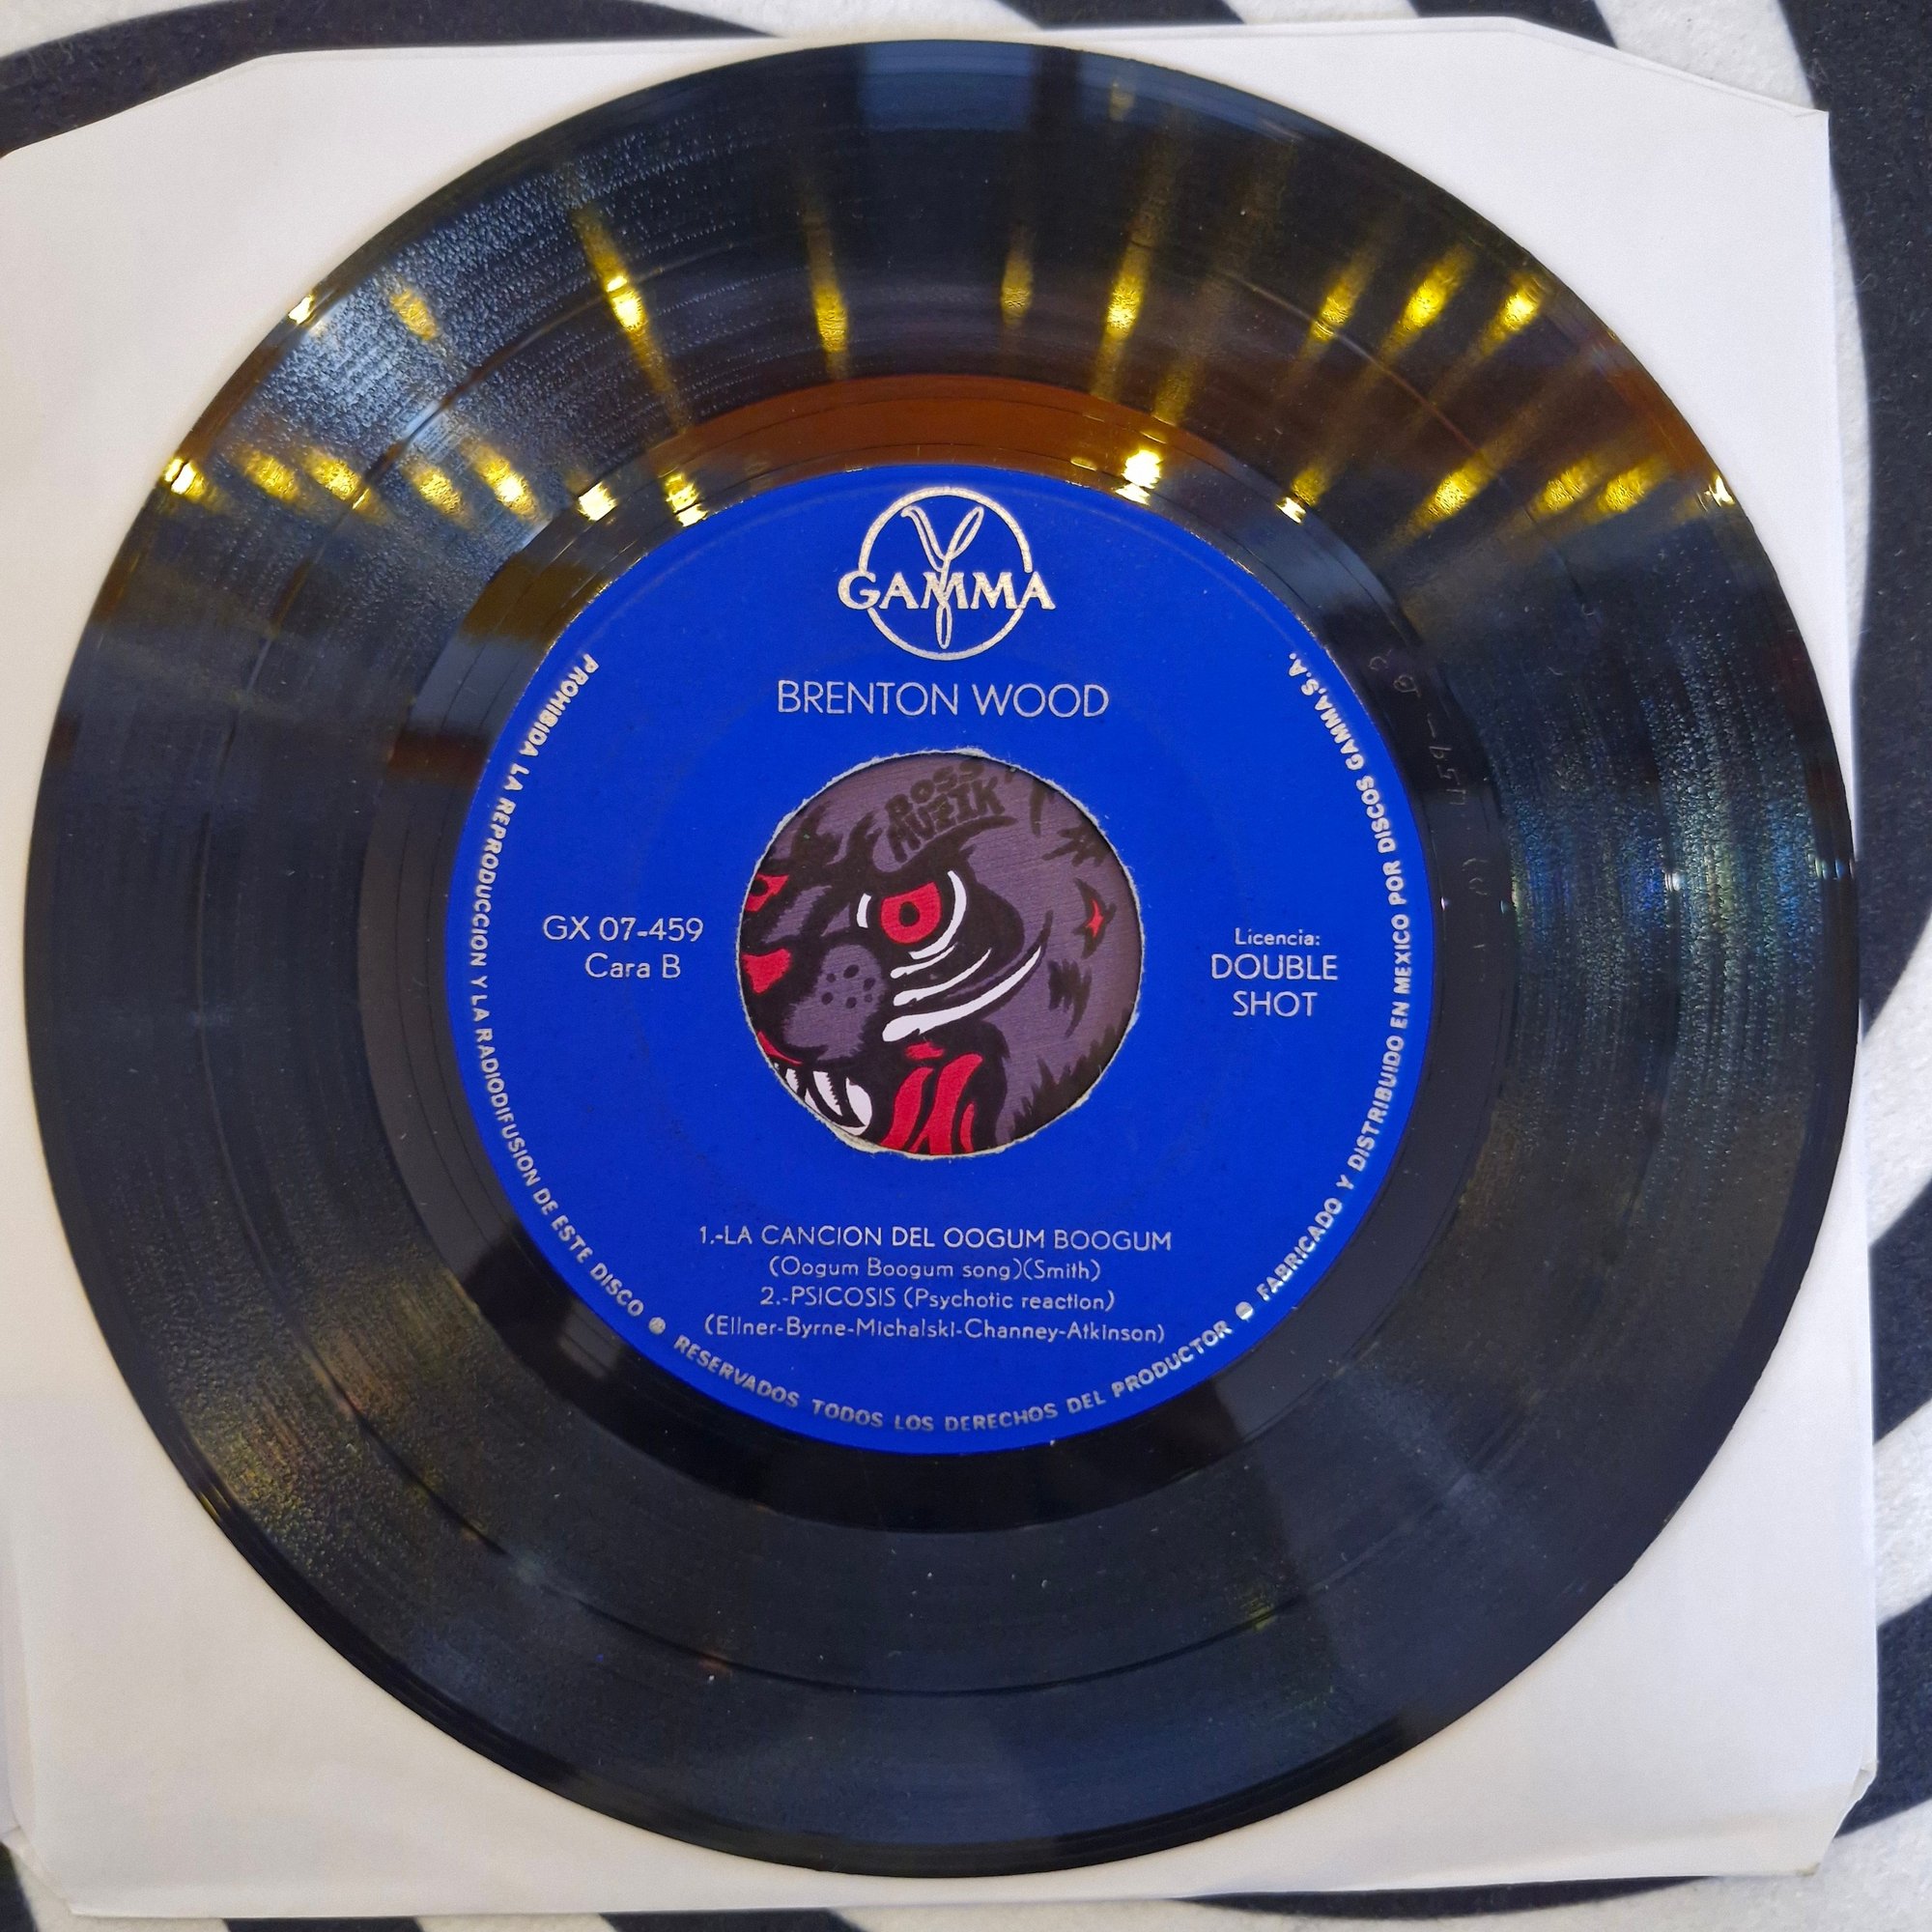 GAMMA
BRENTON WOOD
BOSS
MUZIK
GX 07-459
Cara B
Licencia:
DOUBLE
SHOT
1.-LA CANCION DEL OOGUM BOOGUM
(Oogum Boogum song)(Smith)
2.-PSICOSIS (Psychotic reaction)
(Ellner-Byrne-Michalski-Channey-Atkinson)
PROHIBIDA LA REPRODUCCION Y LA RADIODIFUSION DE ESTE DISCO ● RESERVADOS TODOS LOS DERECHOS DEL PRODUCTOR ● FABRICADO Y DISTRIBUIDO EN MEXICO POR DISCOS GAMMA, S.A.